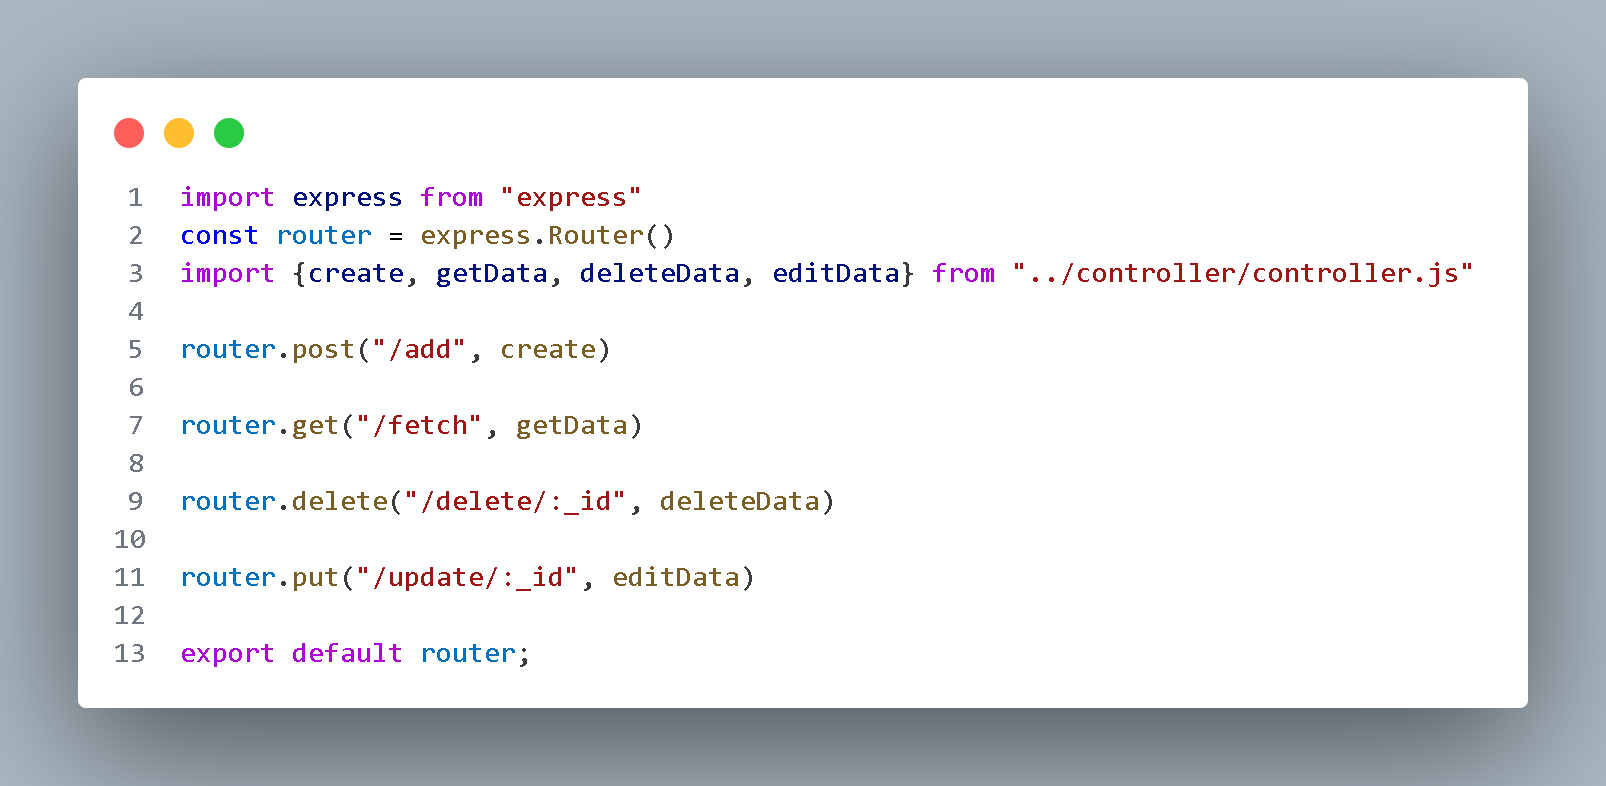 1 import express from "express"
2 const router = express.Router()
3 import {create, getData, deleteData, editData} from "../controller/controller.js"
4
5 router.post("/add", create)
6
7 router.get("/fetch", getData)
8
9 router.delete("/delete/:_id", deleteData)
10
11 router.put("/update/:_id", editData)
12
13 export default router;